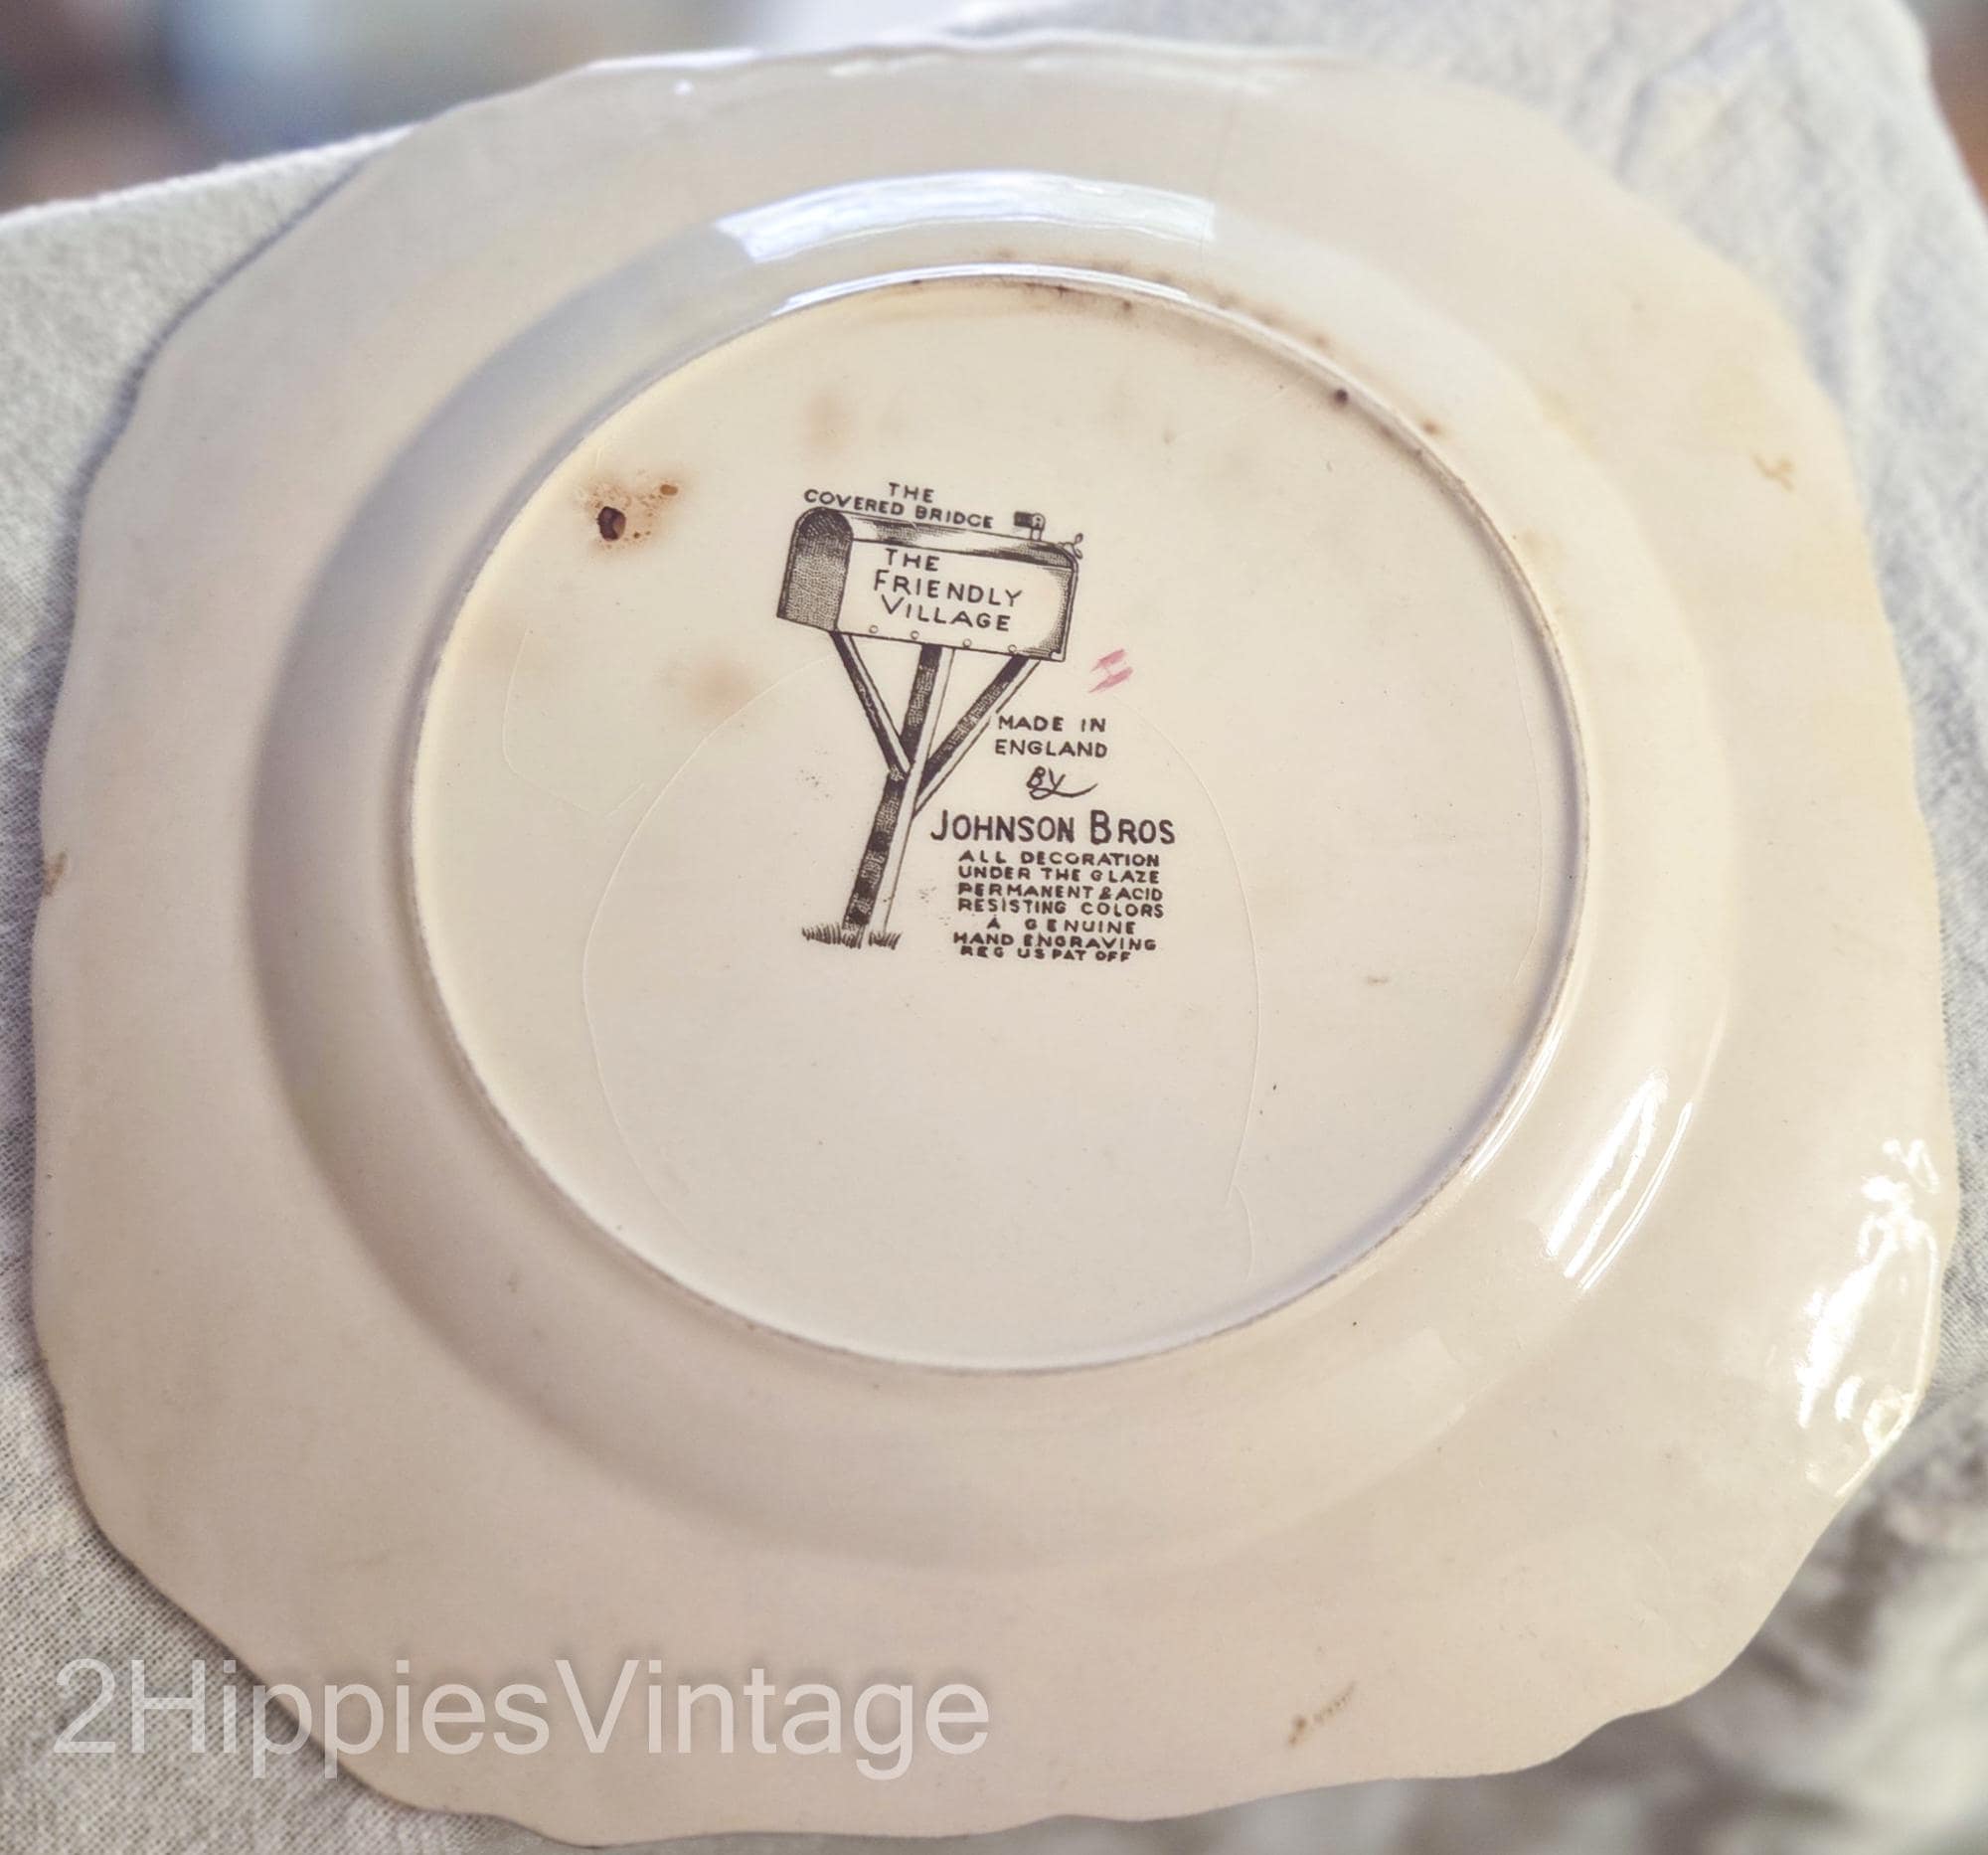 THE
COVERED BRIDGE
THE
FRIENDLY
VILLAGE
MADE IN
ENGLAND
BY
JOHNSON BROS
ALL DECORATION
UNDER THE GLAZE
PERMANENT & ACID
RESISTING COLORS
A GENUINE
HAND ENGRAVING
REG US PAT OFF
2HippiesVintage